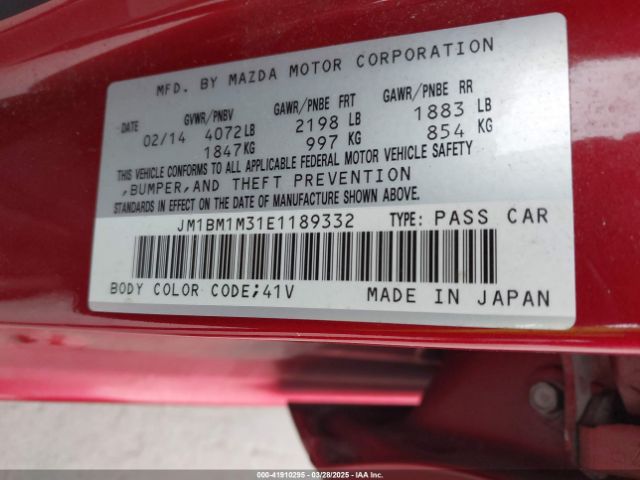 MFD. BY MAZDA MOTOR CORPORATION
DATE GVWR/PNBV GAWR/PNBE FRT GAWR/PNBE RR
02/14 4072LB 2198 LB 1883 LB
1847KG 997 KG 854 KG
THIS VEHICLE CONFORMS TO ALL APPLICABLE FEDERAL MOTOR VEHICLE SAFETY
,BUMPER,AND THEFT PREVENTION
STANDARDS IN EFFECT ON THE DATE OF MANUFACTURE SHOWN ABOVE.
JM1BM1M31E1189332 TYPE: PASS CAR
BODY COLOR CODE;41V MADE IN JAPAN
000-41910295 - 03/28/2025 - IAAI.COM